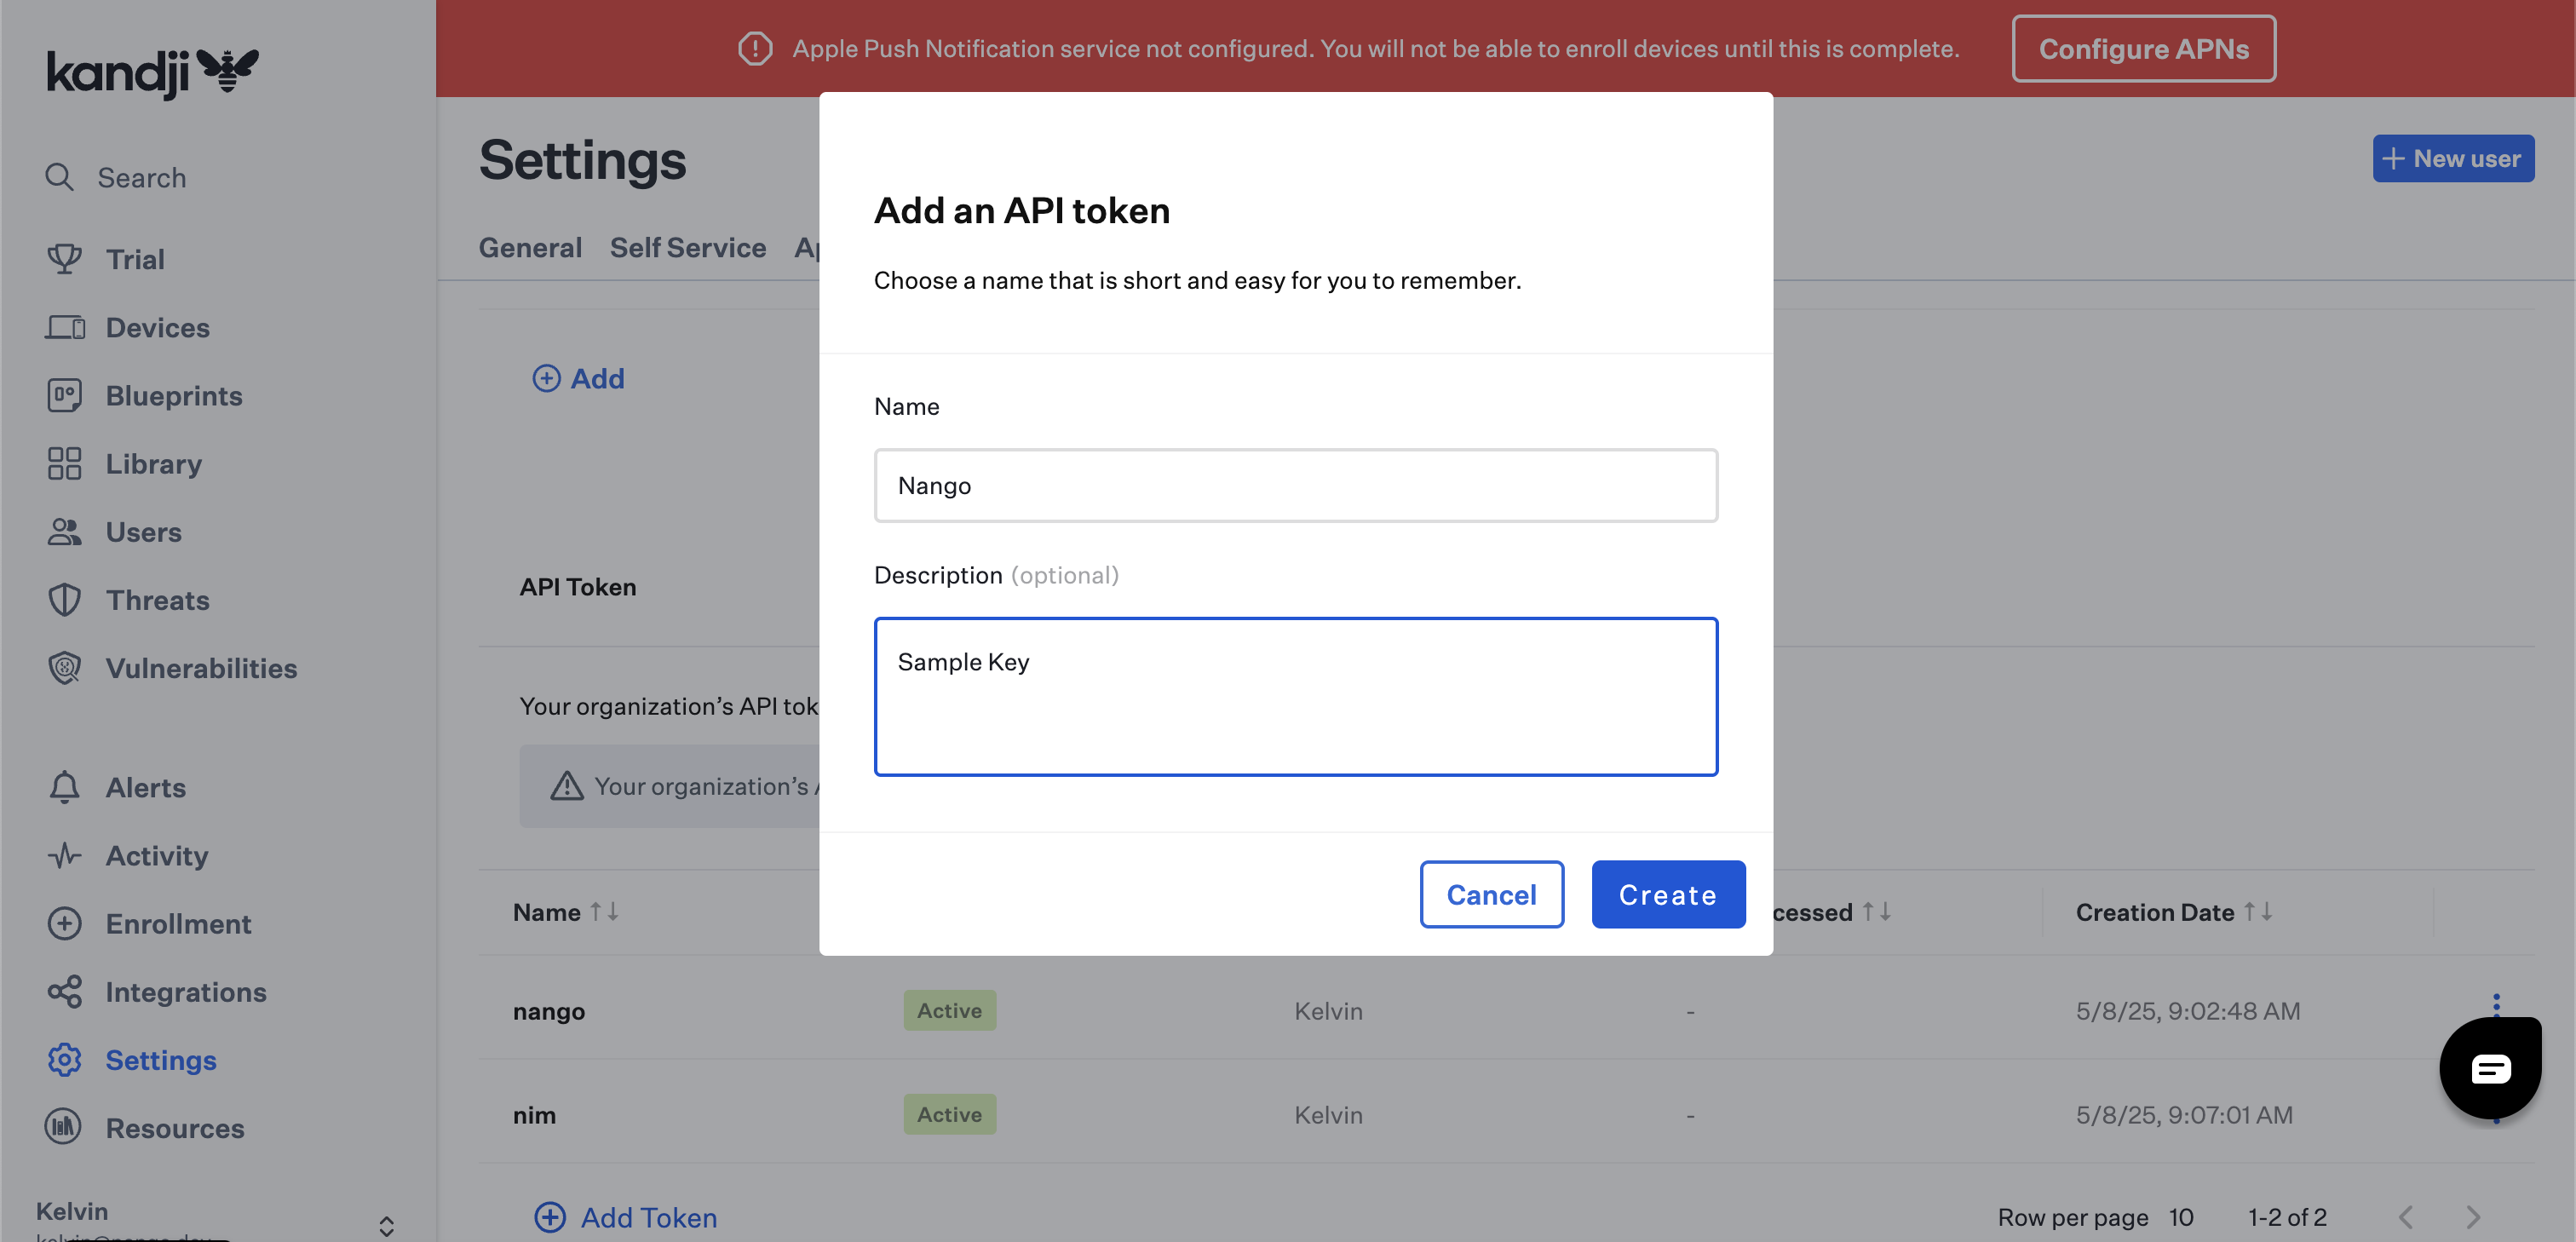 kandji
Search
Trial
Devices
Blueprints
Library
Users
Threats
Vulnerabilities
Alerts
Activity
Enrollment
Integrations
Settings
Resources
Kelvin
Apple Push Notification service not configured. You will not be able to enroll devices until this is complete.
Configure APNs
Settings
New user
General Self Service
Add
API Token
Your organization’s API
Your organization’s
Add an API token
Choose a name that is short and easy for you to remember.
Name
Nango
Description (optional)
Sample Key
Cancel Create
Name Creation Date
nango Active Kelvin - 5/8/25, 9:02:48 AM
nim Active Kelvin - 5/8/25, 9:07:01 AM
Add Token
Row per page 10 1-2 of 2